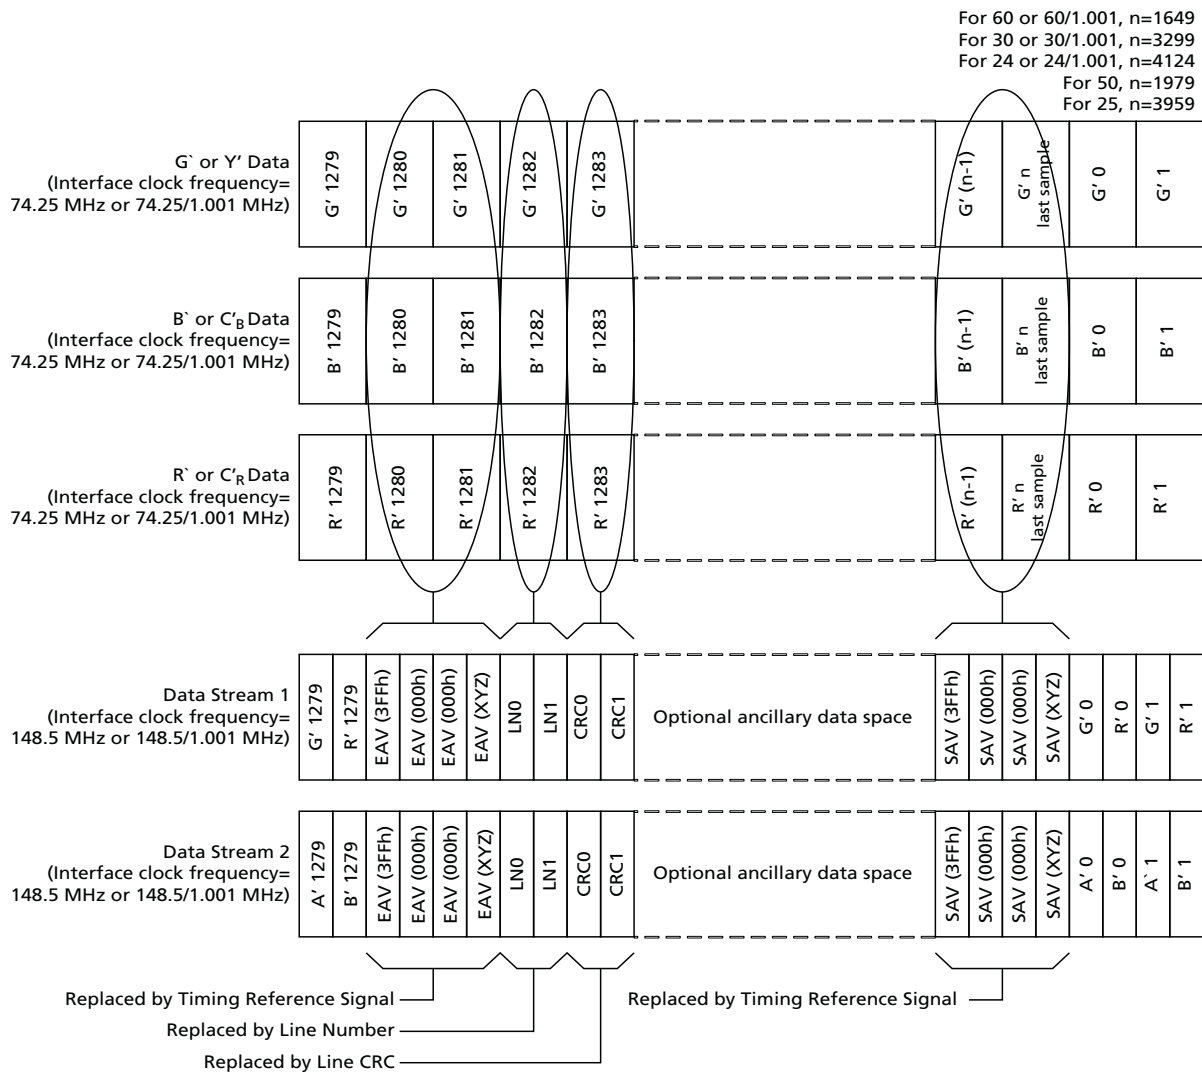 For 60 or 60/1.001, n=1649
For 30 or 30/1.001, n=3299
For 24 or 24/1.001, n=4124
For 50, n=1979
For 25, n=3959
G` or Y’ Data
(Interface clock frequency=
74.25 MHz or 74.25/1.001 MHz)
G’ 1279
G’ 1280
G’ 1281
G’ 1282
G’ 1283
G’ (n-1)
G’ n
last sample
G’ 0
G’ 1
B` or C’B Data
(Interface clock frequency=
74.25 MHz or 74.25/1.001 MHz)
B’ 1279
B’ 1280
B’ 1281
B’ 1282
B’ 1283
B’ (n-1)
B’ n
last sample
B’ 0
B’ 1
R` or C’R Data
(Interface clock frequency=
74.25 MHz or 74.25/1.001 MHz)
R’ 1279
R’ 1280
R’ 1281
R’ 1282
R’ 1283
R’ (n-1)
R’ n
last sample
R’ 0
R’ 1
Data Stream 1
(Interface clock frequency=
148.5 MHz or 148.5/1.001 MHz)
G’ 1279
R’ 1279
EAV (3FFh)
EAV (000h)
EAV (000h)
EAV (XYZ)
LN0
LN1
CRC0
CRC1
Optional ancillary data space
SAV (3FFh)
SAV (000h)
SAV (000h)
SAV (XYZ)
G’ 0
R’ 0
G’ 1
R’ 1
Data Stream 2
(Interface clock frequency=
148.5 MHz or 148.5/1.001 MHz)
A’ 1279
B’ 1279
EAV (3FFh)
EAV (000h)
EAV (000h)
EAV (XYZ)
LN0
LN1
CRC0
CRC1
Optional ancillary data space
SAV (3FFh)
SAV (000h)
SAV (000h)
SAV (XYZ)
A’ 0
B’ 0
A` 1
B’ 1
Replaced by Timing Reference Signal
Replaced by Timing Reference Signal
Replaced by Line Number
Replaced by Line CRC